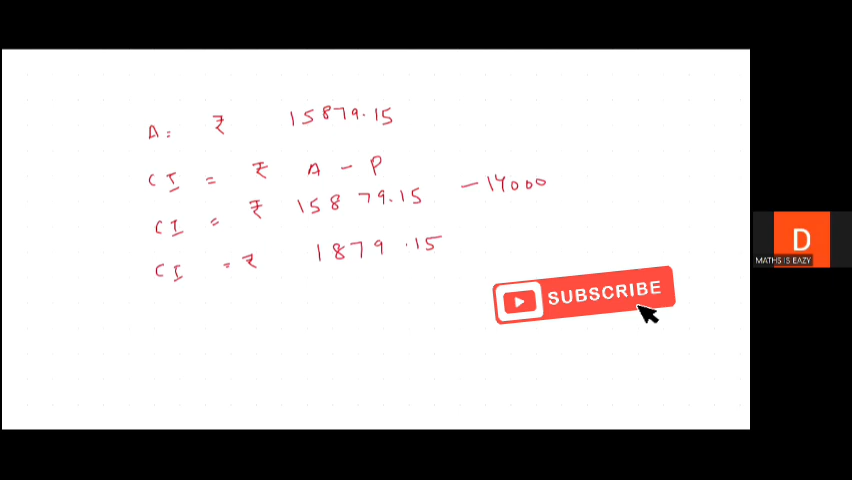 A = ₹ 15879.15
CI = ₹ A - P
CI = ₹ 15879.15 - 14000
CI = ₹ 1879.15
SUBSCRIBE
D
MATHS IS EAZY